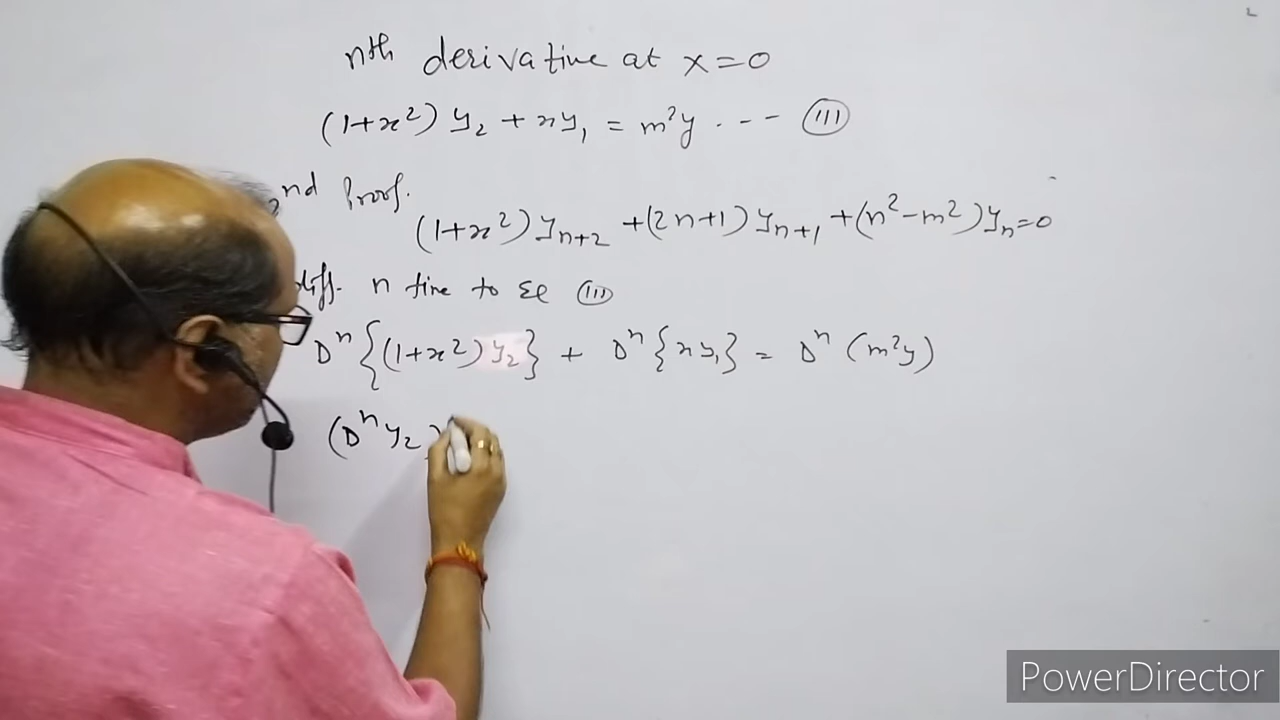 nth derivative at x=0
(1+x²) y₂ + xy₁ = m²y . - - - (III)
nd Proof.
(1+x²)yₙ₊₂ +(2n+1) yₙ₊₁ +(n²-m²)yₙ=0
diff. n time to Eq (III)
Dⁿ {(1+x²) y₂} + Dⁿ {xy₁} = Dⁿ (m²y)
(Dⁿ y₂)
PowerDirector